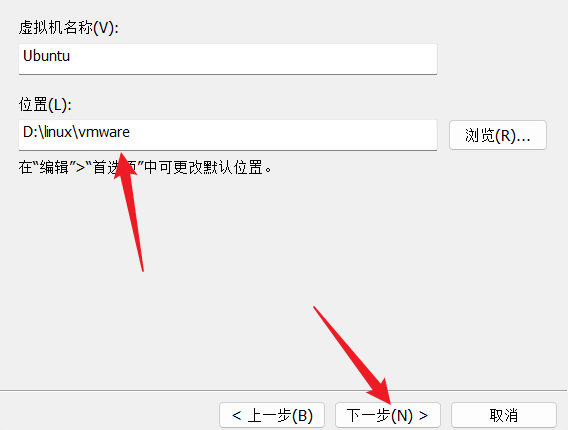 虚拟机名称(V):
Ubuntu
位置(L):
D:\linux\vmware
浏览(R)...
在“编辑”>“首选项”中可更改默认位置。
< 上一步(B)
下一步(N) >
取消